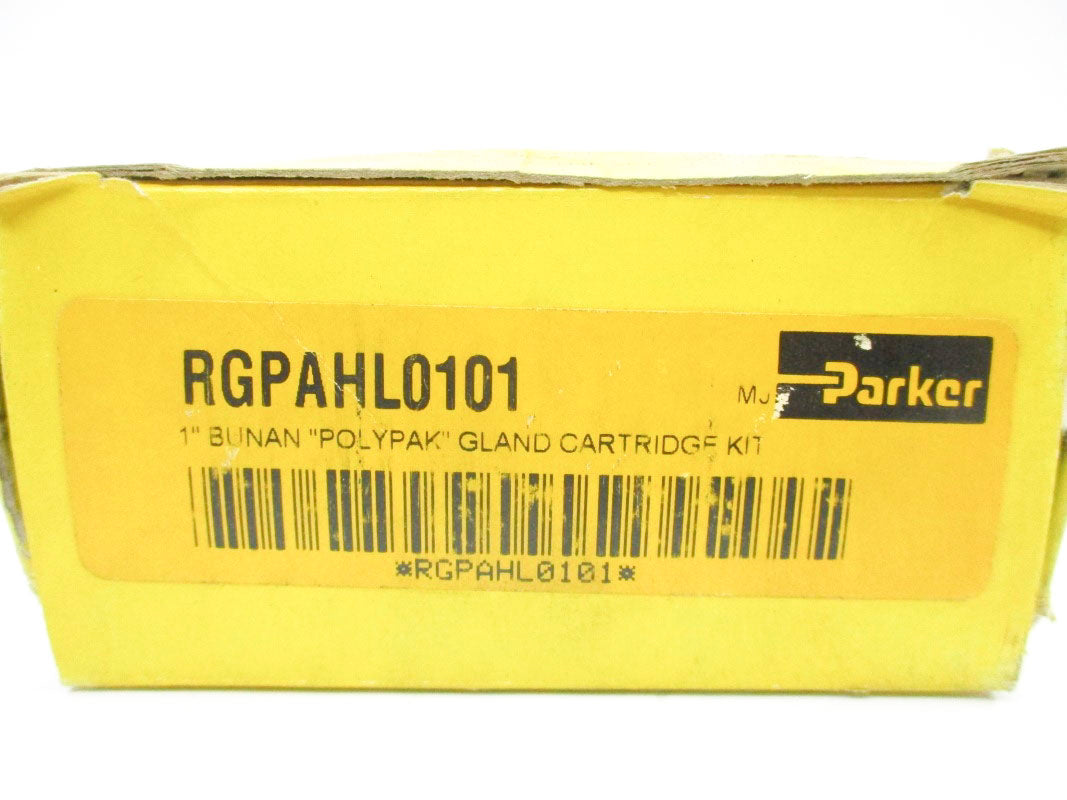 RGPAHL0101
MJ
Parker
1" BUNAN "POLYPAK" GLAND CARTRIDGE KIT
*RGPAHL0101*